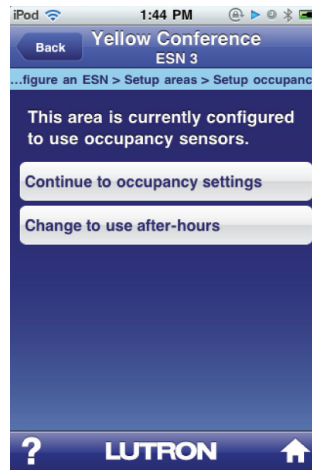 iPod 1:44 PM
Back Yellow Conference
ESN 3
...figure an ESN > Setup areas > Setup occupanc
This area is currently configured
to use occupancy sensors.
Continue to occupancy settings
Change to use after-hours
? LUTRON